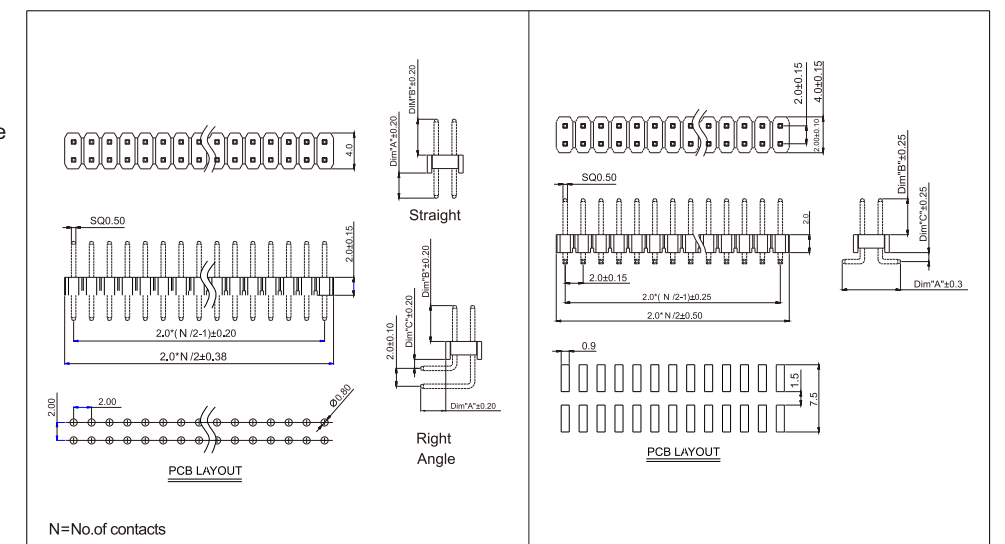 e
4.0
Dim"A"±0.20
DIM"B"±0.20
Straight
SQ0.50
2.0±0.15
2.0*( N /2-1)±0.20
2.0*N /2±0.38
Dim"B"±0.20
Dim"C"±0.20
2.0±0.10
Dim"A"±0.20
Right
Angle
2.00
2.00
Ø0.80
PCB LAYOUT
N=No.of contacts
2.0±0.15
4.0±0.15
2.00±0.10
SQ0.50
2.0
2.0±0.15
2.0*( N /2-1)±0.25
2.0*N /2±0.50
Dim"B"±0.25
Dim"C"±0.25
Dim"A"±0.3
0.9
1.5
7.5
PCB LAYOUT